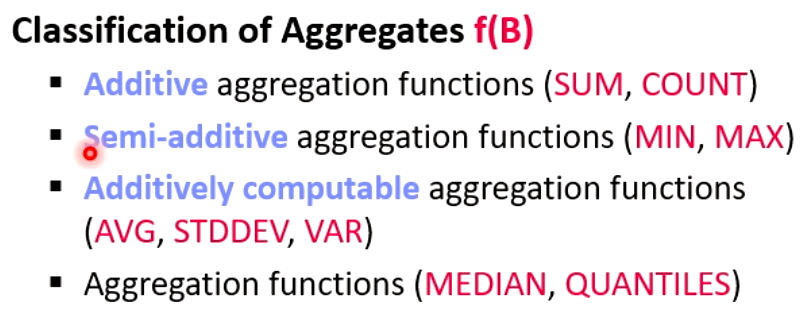 Classification of Aggregates f(B)
▪ Additive aggregation functions (SUM, COUNT)
▪ Semi-additive aggregation functions (MIN, MAX)
▪ Additively computable aggregation functions
(AVG, STDDEV, VAR)
▪ Aggregation functions (MEDIAN, QUANTILES)